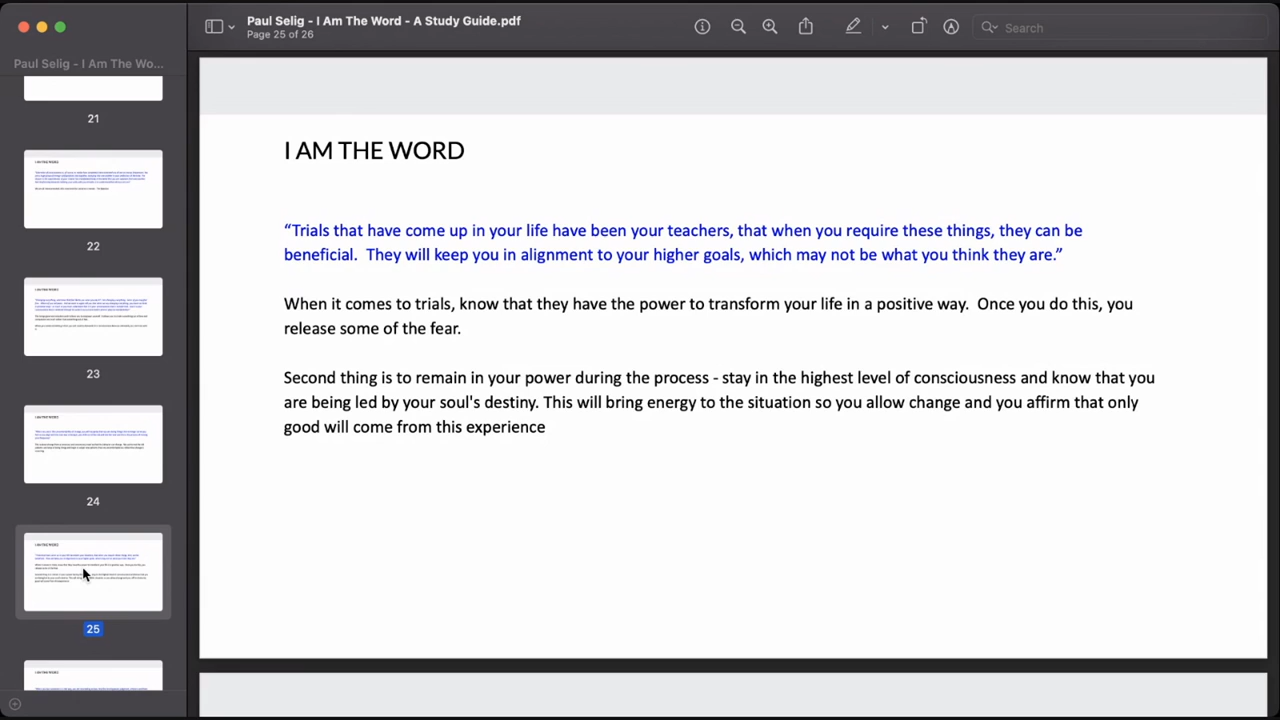 Paul Selig - I Am The Word - A Study Guide.pdf
Page 25 of 26
Search
Paul Selig - I Am The Wo...
21
22
23
24
25
I AM THE WORD
“Trials that have come up in your life have been your teachers, that when you require these things, they can be
beneficial.  They will keep you in alignment to your higher goals, which may not be what you think they are.”
When it comes to trials, know that they have the power to transform your life in a positive way.  Once you do this, you
release some of the fear.
Second thing is to remain in your power during the process - stay in the highest level of consciousness and know that you
are being led by your soul's destiny. This will bring energy to the situation so you allow change and you affirm that only
good will come from this experience